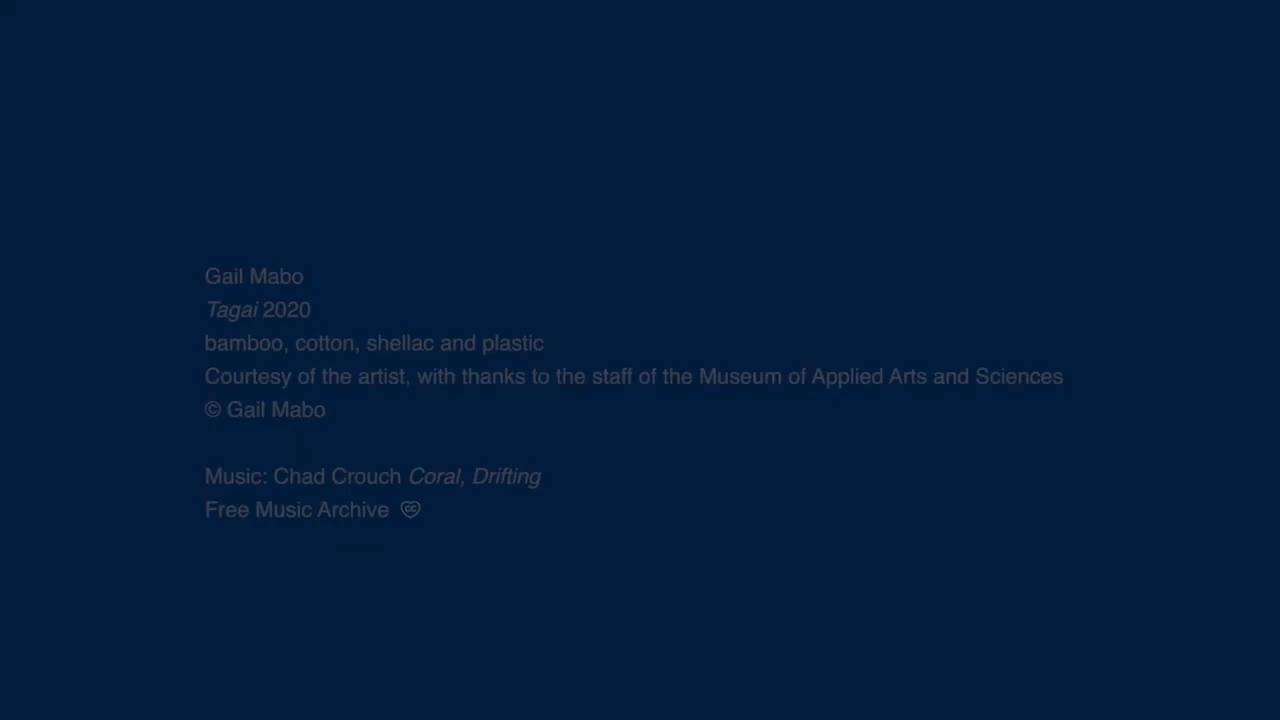 Gail Mabo
Tagai 2020
bamboo, cotton, shellac and plastic
Courtesy of the artist, with thanks to the staff of the Museum of Applied Arts and Sciences
© Gail Mabo
Music: Chad Crouch Coral, Drifting
Free Music Archive cc